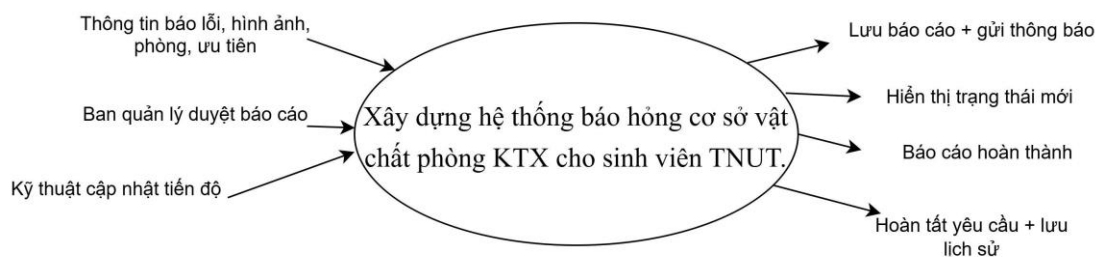 Thông tin báo lỗi, hình ảnh,
phòng, ưu tiên
Ban quản lý duyệt báo cáo
Kỹ thuật cập nhật tiến độ
Xây dựng hệ thống báo hỏng cơ sở vật
chất phòng KTX cho sinh viên TNUT.
Lưu báo cáo + gửi thông báo
Hiển thị trạng thái mới
Báo cáo hoàn thành
Hoàn tất yêu cầu + lưu
lịch sử